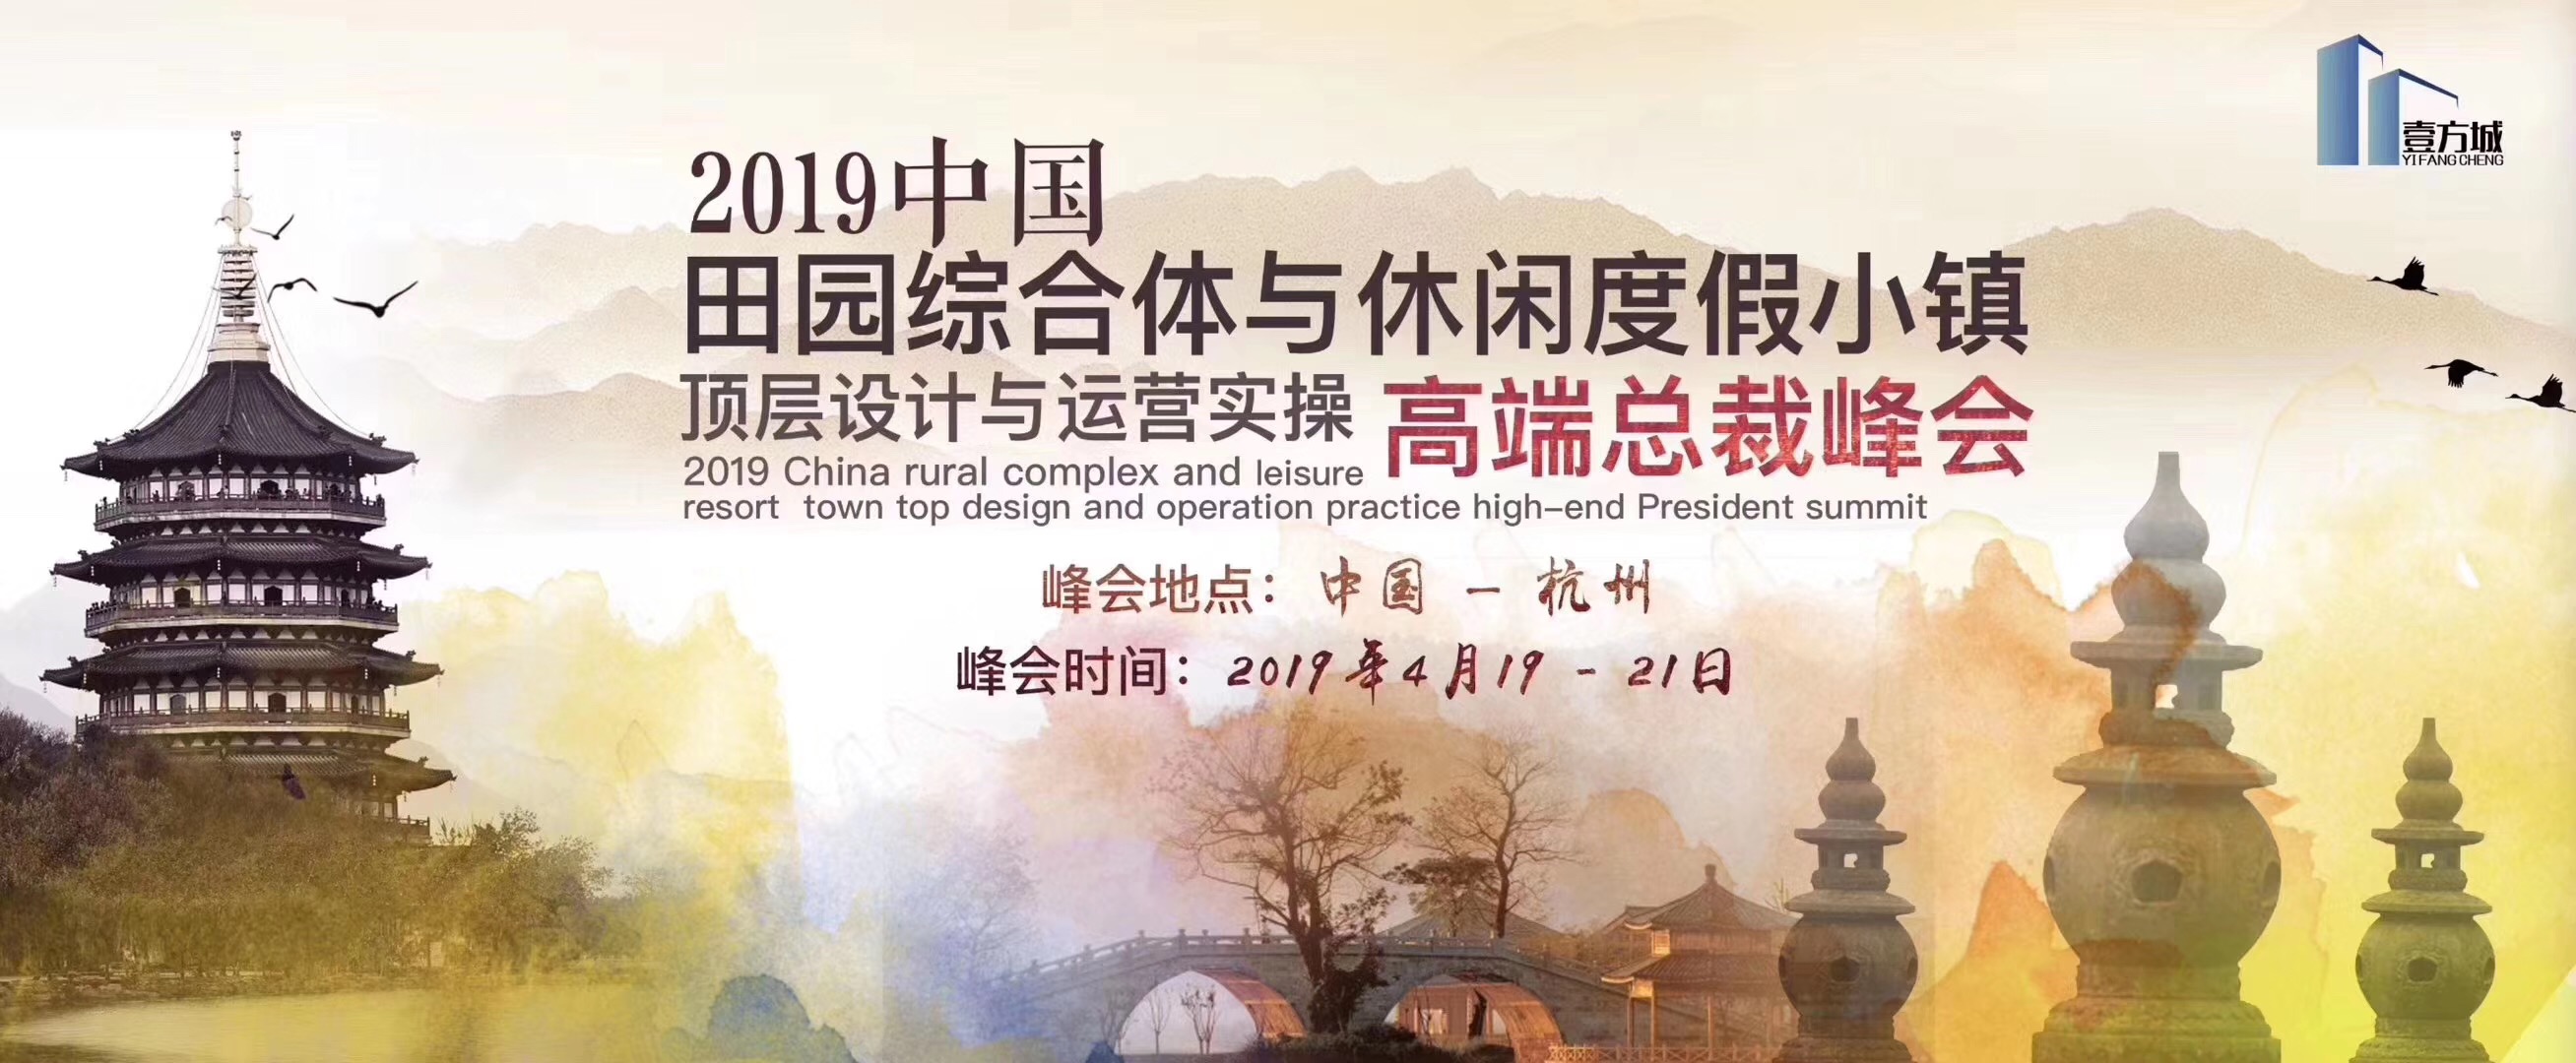 壹方城
YI FANG CHENG
2019中国
田园综合体与休闲度假小镇
顶层设计与运营实操 高端总裁峰会
2019 China rural complex and leisure
resort town top design and operation practice high-end President summit
峰会地点：中国 – 杭州
峰会时间：2019年4月19 - 21日